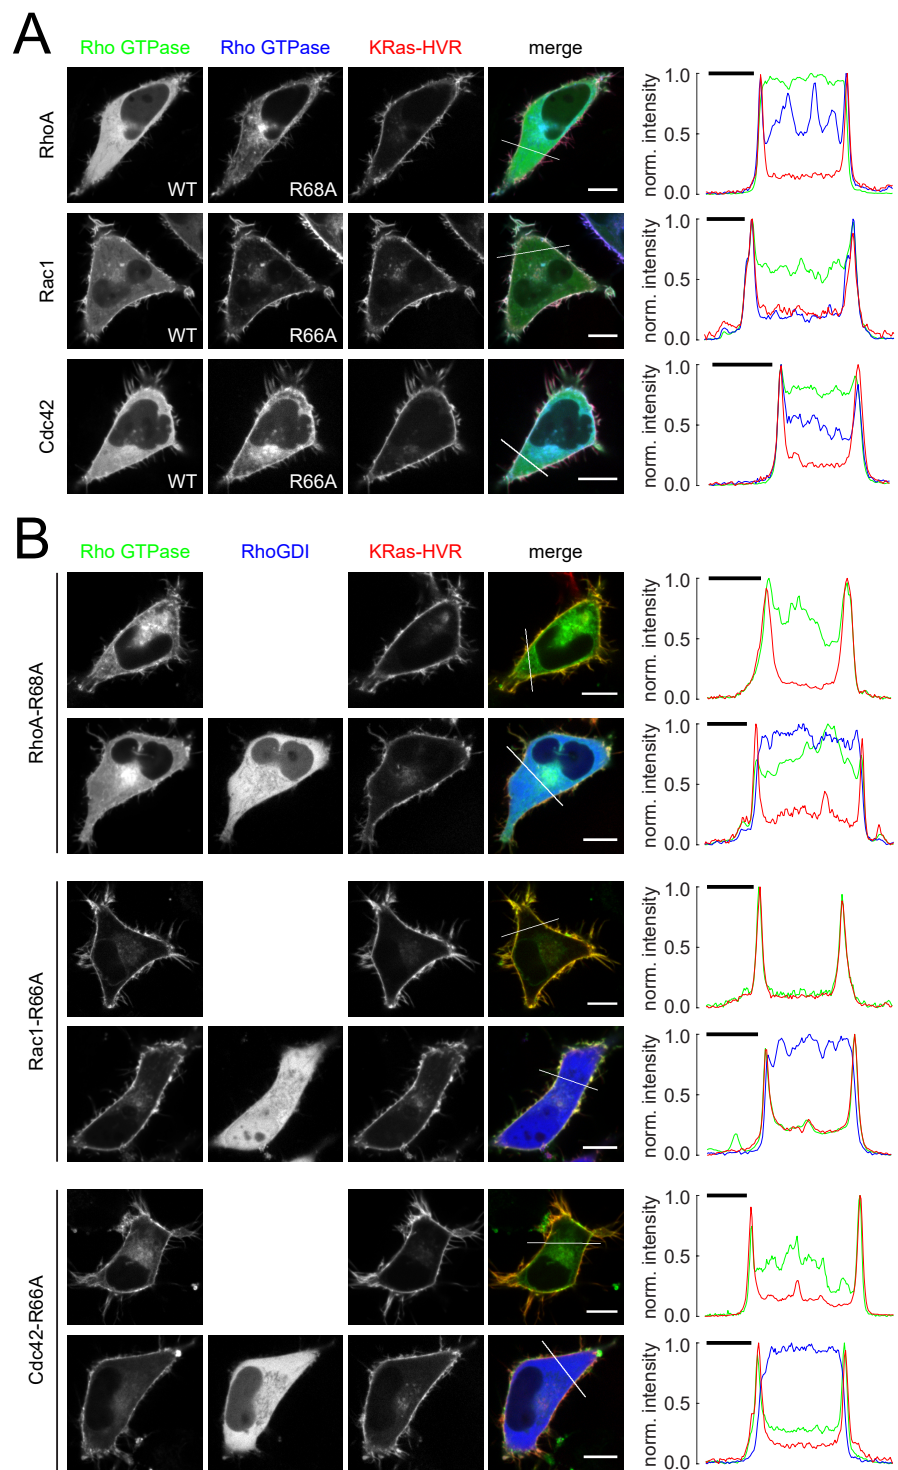 A
Rho GTPase Rho GTPase KRas-HVR merge
RhoA
WT R68A
norm. intensity
1.0
0.5
0.0
Rac1
WT R66A
norm. intensity
1.0
0.5
0.0
Cdc42
WT R66A
norm. intensity
1.0
0.5
0.0
B
Rho GTPase RhoGDI KRas-HVR merge
RhoA-R68A
norm. intensity
1.0
0.5
0.0
norm. intensity
1.0
0.5
0.0
Rac1-R66A
norm. intensity
1.0
0.5
0.0
norm. intensity
1.0
0.5
0.0
Cdc42-R66A
norm. intensity
1.0
0.5
0.0
norm. intensity
1.0
0.5
0.0